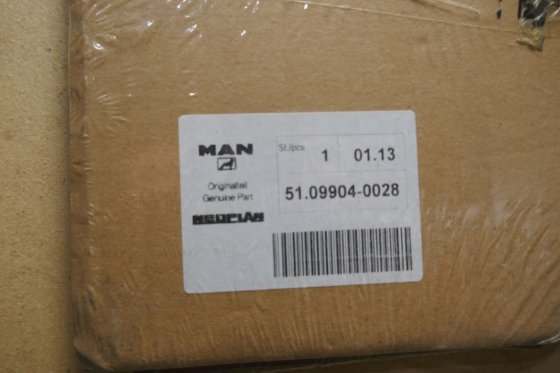 MAN
St./pcs 1 01.13
Originalteil
Genuine Part
51.09904-0028
NEOPLAN